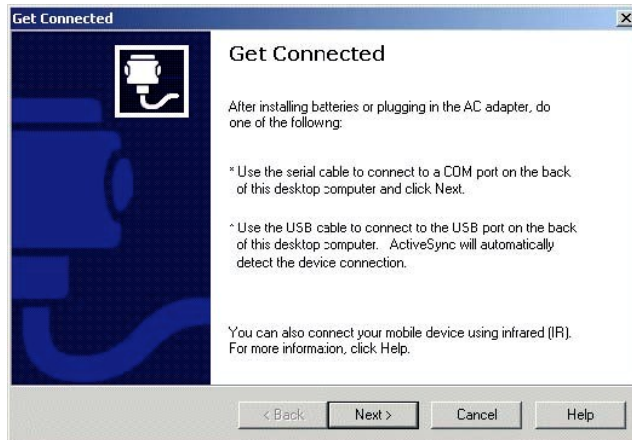 Get Connected
Get Connected
After installing batteries or plugging in the AC adapter, do
one of the following:
* Use the serial cable to connect to a COM port on the back
of this desktop computer and click Next.
* Use the USB cable to connect to the USB port on the back
of this desktop computer. ActiveSync will automatically
detect the device connection.
You can also connect your mobile device using infrared (IR).
For more information, click Help.
< Back Next > Cancel Help